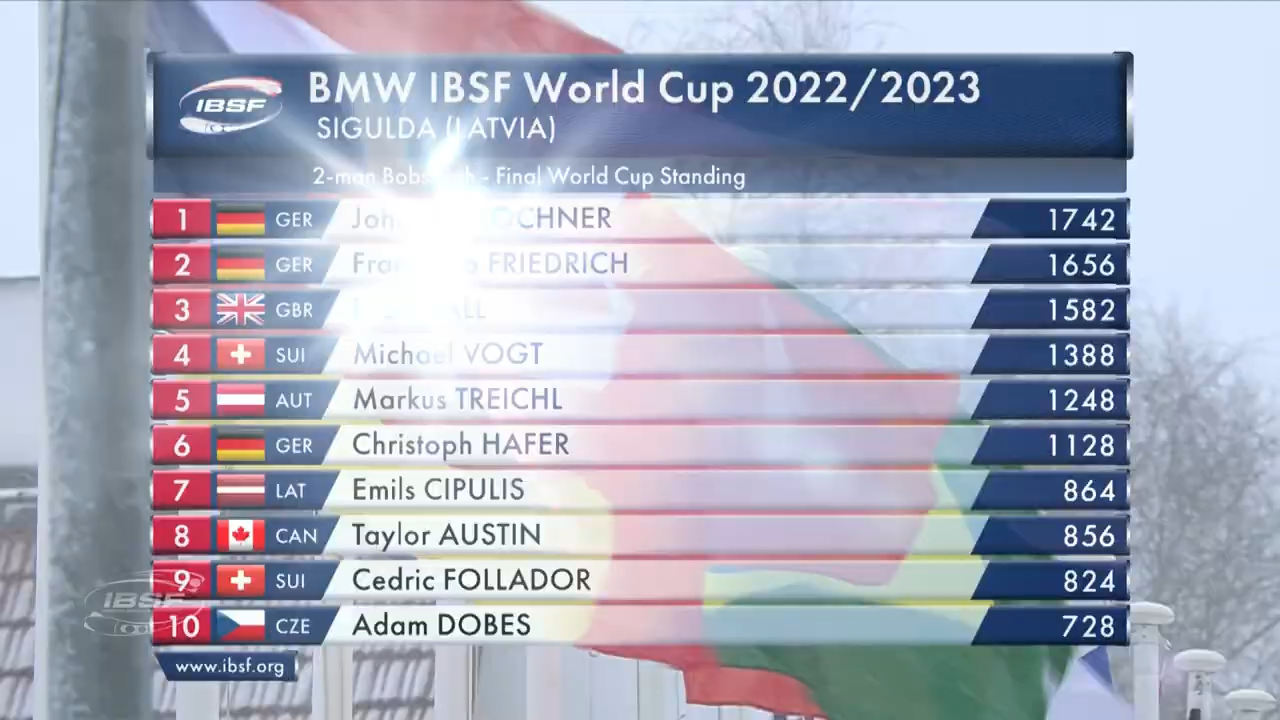 IBSF
BMW IBSF World Cup 2022/2023
SIGULDA (LATVIA)
2-man - Final World Cup Standing
1 GER 1742
2 GER FRIEDRICH 1656
3 GBR 1582
4 SUI Michael VOGT 1388
5 AUT Markus TREICHL 1248
6 GER Christoph HAFER 1128
7 LAT Emils CIPULIS 864
8 CAN Taylor AUSTIN 856
9 SUI Cedric FOLLADOR 824
10 CZE Adam DOBES 728
IBSF
www.ibsf.org